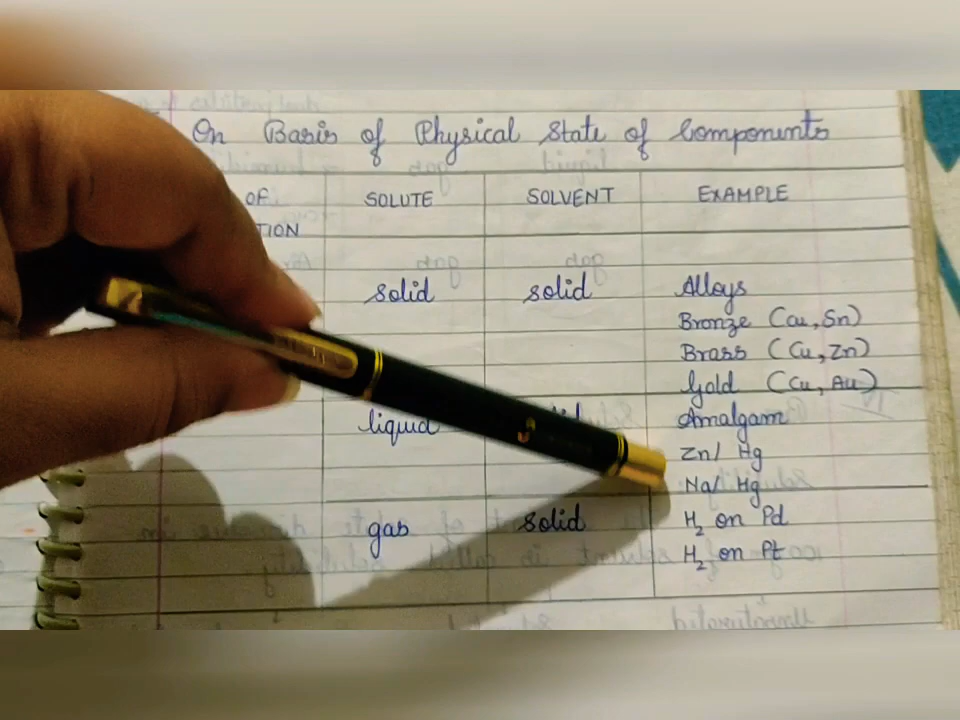 On Basis of Physical State of Components
OF SOLUTE SOLVENT EXAMPLE
TION
solid solid Alloys
Bronze (Cu, Sn)
Brass (Cu, Zn)
Gold (Cu, Au)
liquid Amalgam
Zn/ Hg
Na/ Hg
gas solid H2 on Pd
H2 on Pt